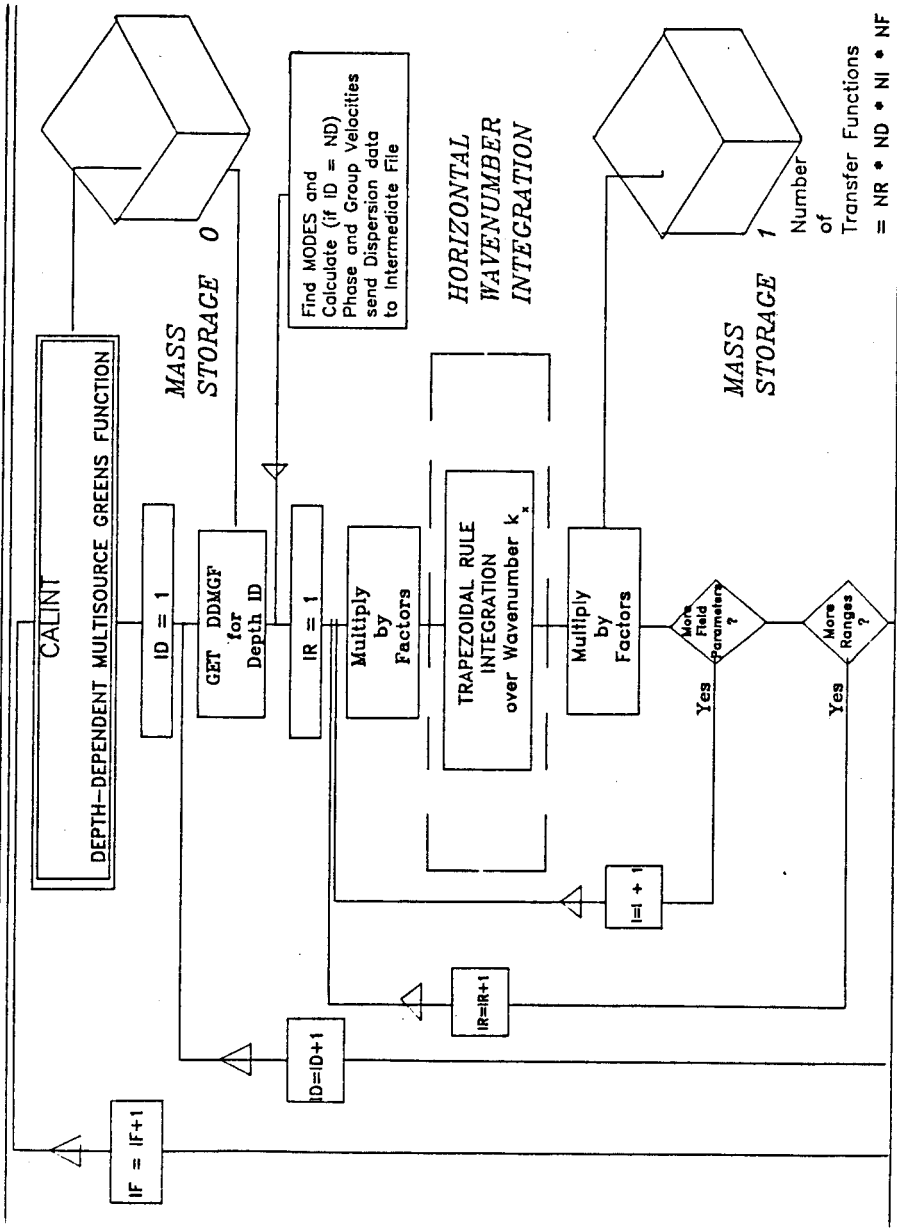 CALINT
DEPTH-DEPENDENT MULTISOURCE GREENS FUNCTION
MASS
STORAGE 0
ID = 1
GET DDMGF
for
Depth ID
Find MODES and
Calculate (if ID = ND)
Phase and Group Velocities
send Dispersion data
to Intermediate File
IR = 1
Multiply
by
Factors
HORIZONTAL
WAVENUMBER
INTEGRATION
TRAPEZOIDAL RULE
INTEGRATION
over Wavenumber kx
Multiply
by
Factors
MASS
STORAGE 1
Number
of
Transfer Functions
= NR * ND * NI * NF
More
Field
Parameters
?
Yes
More
Ranges
?
Yes
I=I + 1
IR=IR+1
ID=ID+1
IF = IF+1